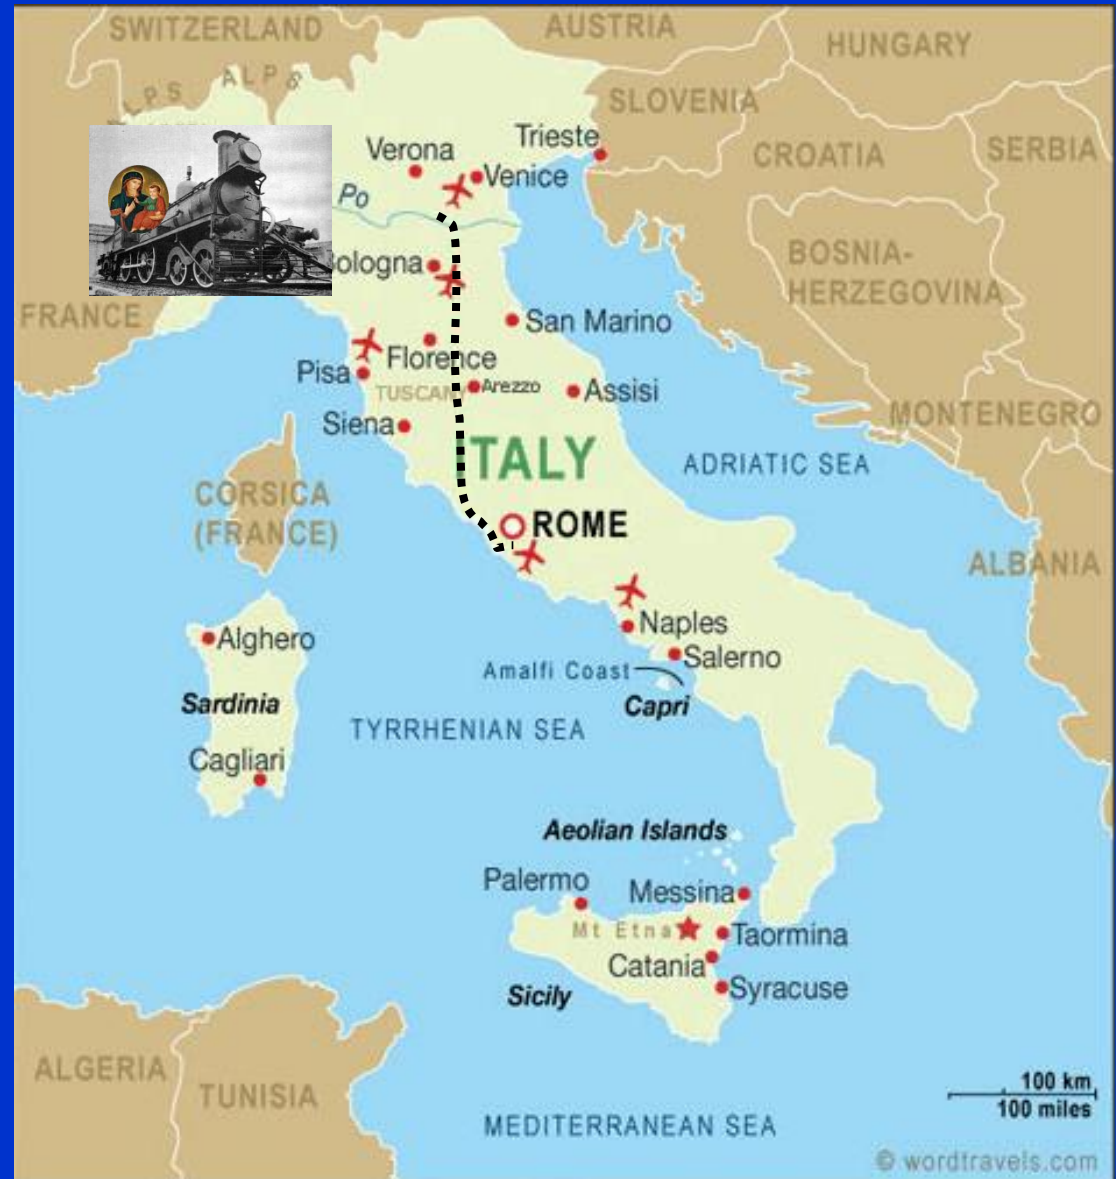 SWITZERLAND
AUSTRIA
HUNGARY
ALPS
ALPS
SLOVENIA
Trieste
CROATIA
SERBIA
Verona
Venice
Po
BOSNIA-
HERZEGOVINA
ologna
FRANCE
San Marino
Florence
Pisa
TUSCANY
Arezzo
Assisi
MONTENEGRO
Siena
ITALY
ADRIATIC SEA
CORSICA
(FRANCE)
ROME
ALBANIA
Naples
Alghero
Salerno
Amalfi Coast
Sardinia
Capri
TYRRHENIAN SEA
Cagliari
Aeolian Islands
Palermo
Messina
Mt Etna
Taormina
Catania
Syracuse
Sicily
ALGERIA
TUNISIA
100 km
100 miles
MEDITERRANEAN SEA
© wordtravels.com